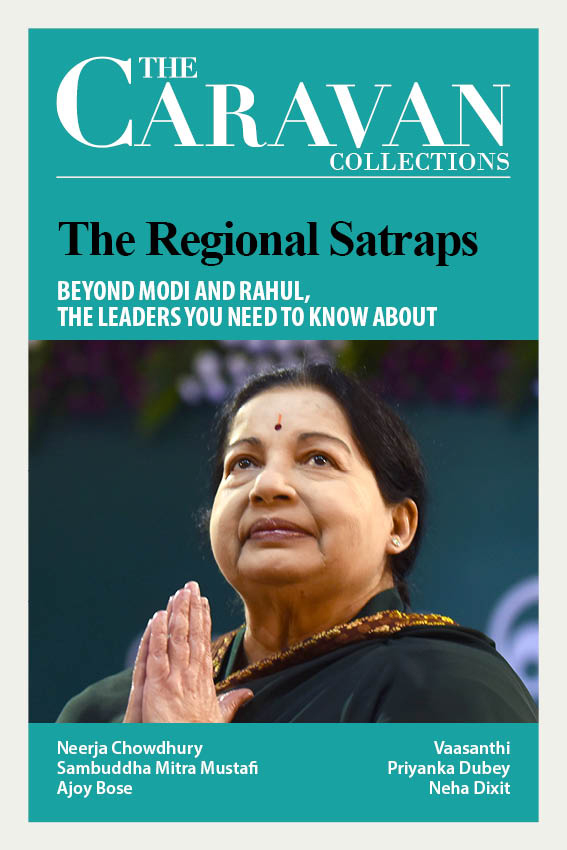 THE
CARAVAN
COLLECTIONS
The Regional Satraps
BEYOND MODI AND RAHUL,
THE LEADERS YOU NEED TO KNOW ABOUT
Neerja Chowdhury
Sambuddha Mitra Mustafi
Ajoy Bose
Vaasanthi
Priyanka Dubey
Neha Dixit